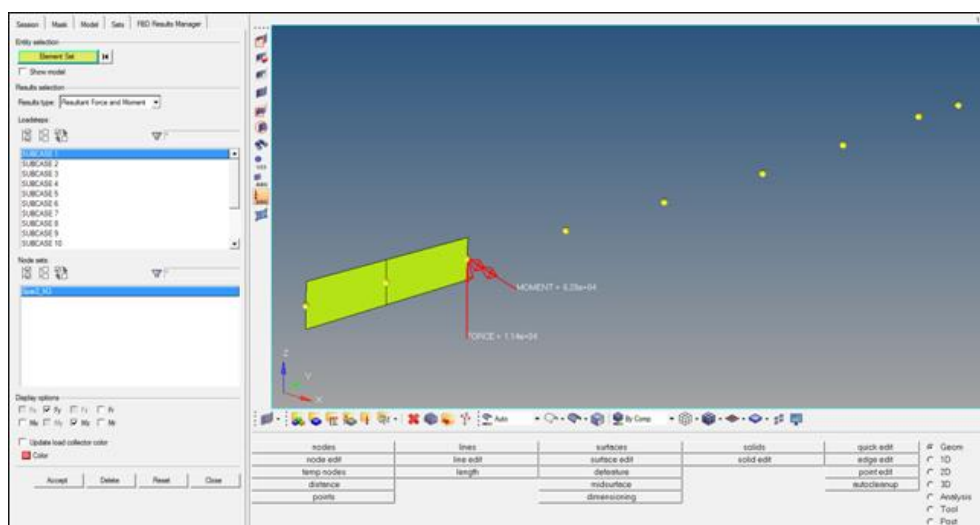 Session Mask Model Sets FBD Results Manager
Entity selection:
Element Set
Show model
Results selection:
Results type: Resultant Force and Moment
Loadsteps:
SUBCASE 1
SUBCASE 2
SUBCASE 3
SUBCASE 4
SUBCASE 5
SUBCASE 6
SUBCASE 7
SUBCASE 8
SUBCASE 9
SUBCASE 10
Node sets:
Display options
Fx Fy Fz Fr
Mx My Mz Mr
Update load collector color
Color
Accept Delete Reset Close
MOMENT = 6.28e+04
FORCE = 1.14e+04
Z
Y
X
Auto By Comp
nodes lines surfaces solids quick edit Geom
node edit line edit surface edit solid edit edge edit 1D
temp nodes length defeature point edit 2D
distance midsurface autocleanup 3D
points dimensioning Analysis
Tool
Post